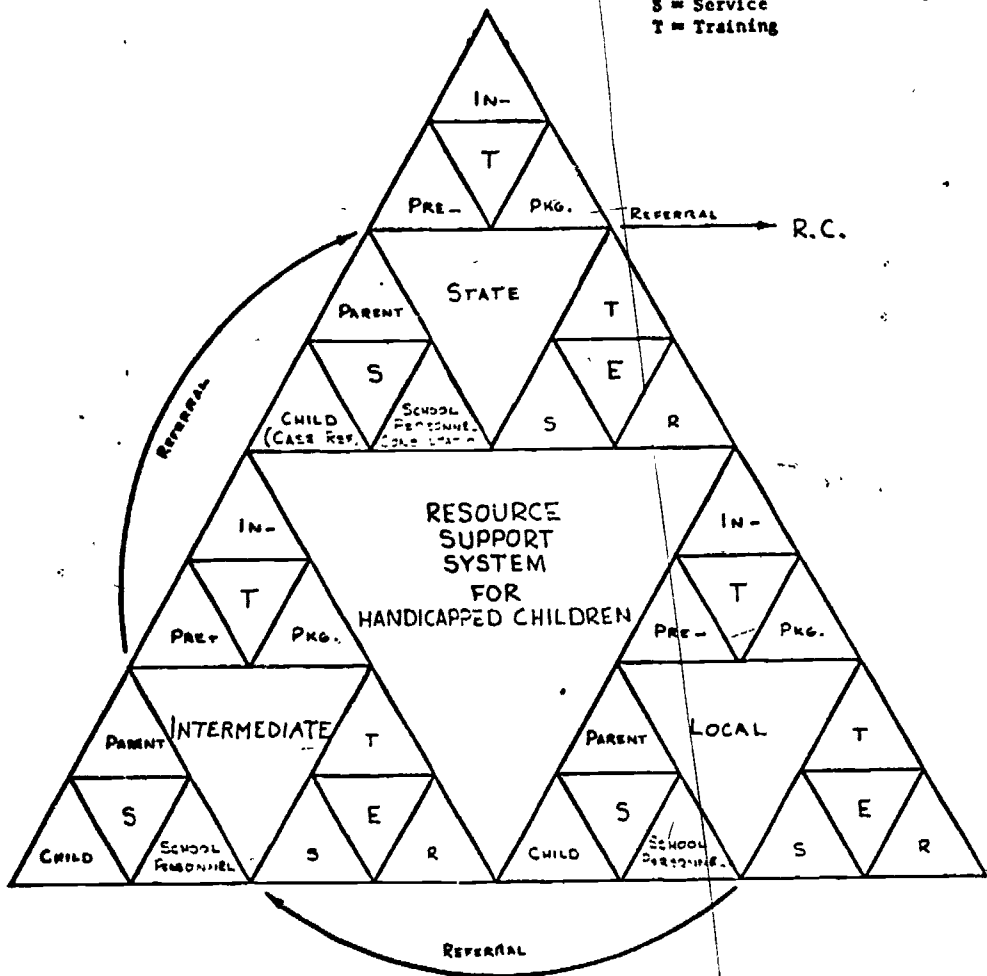 S = Service
T = Training
IN-
T
PRE- PKG.
REFERRAL
R.C.
STATE
PARENT
T
S
E
CHILD
(CASE REF.
SCHOOL
PERSONNEL
S
R
REFERRAL
RESOURCE
SUPPORT
SYSTEM
FOR
HANDICAPPED CHILDREN
IN-
T
PRE- PKG.
IN-
T
PRE- PKG.
INTERMEDIATE
PARENT
T
S
E
CHILD
SCHOOL
PERSONNEL
S
R
LOCAL
PARENT
T
S
E
CHILD
SCHOOL
PERSONNEL
S
R
REFERRAL